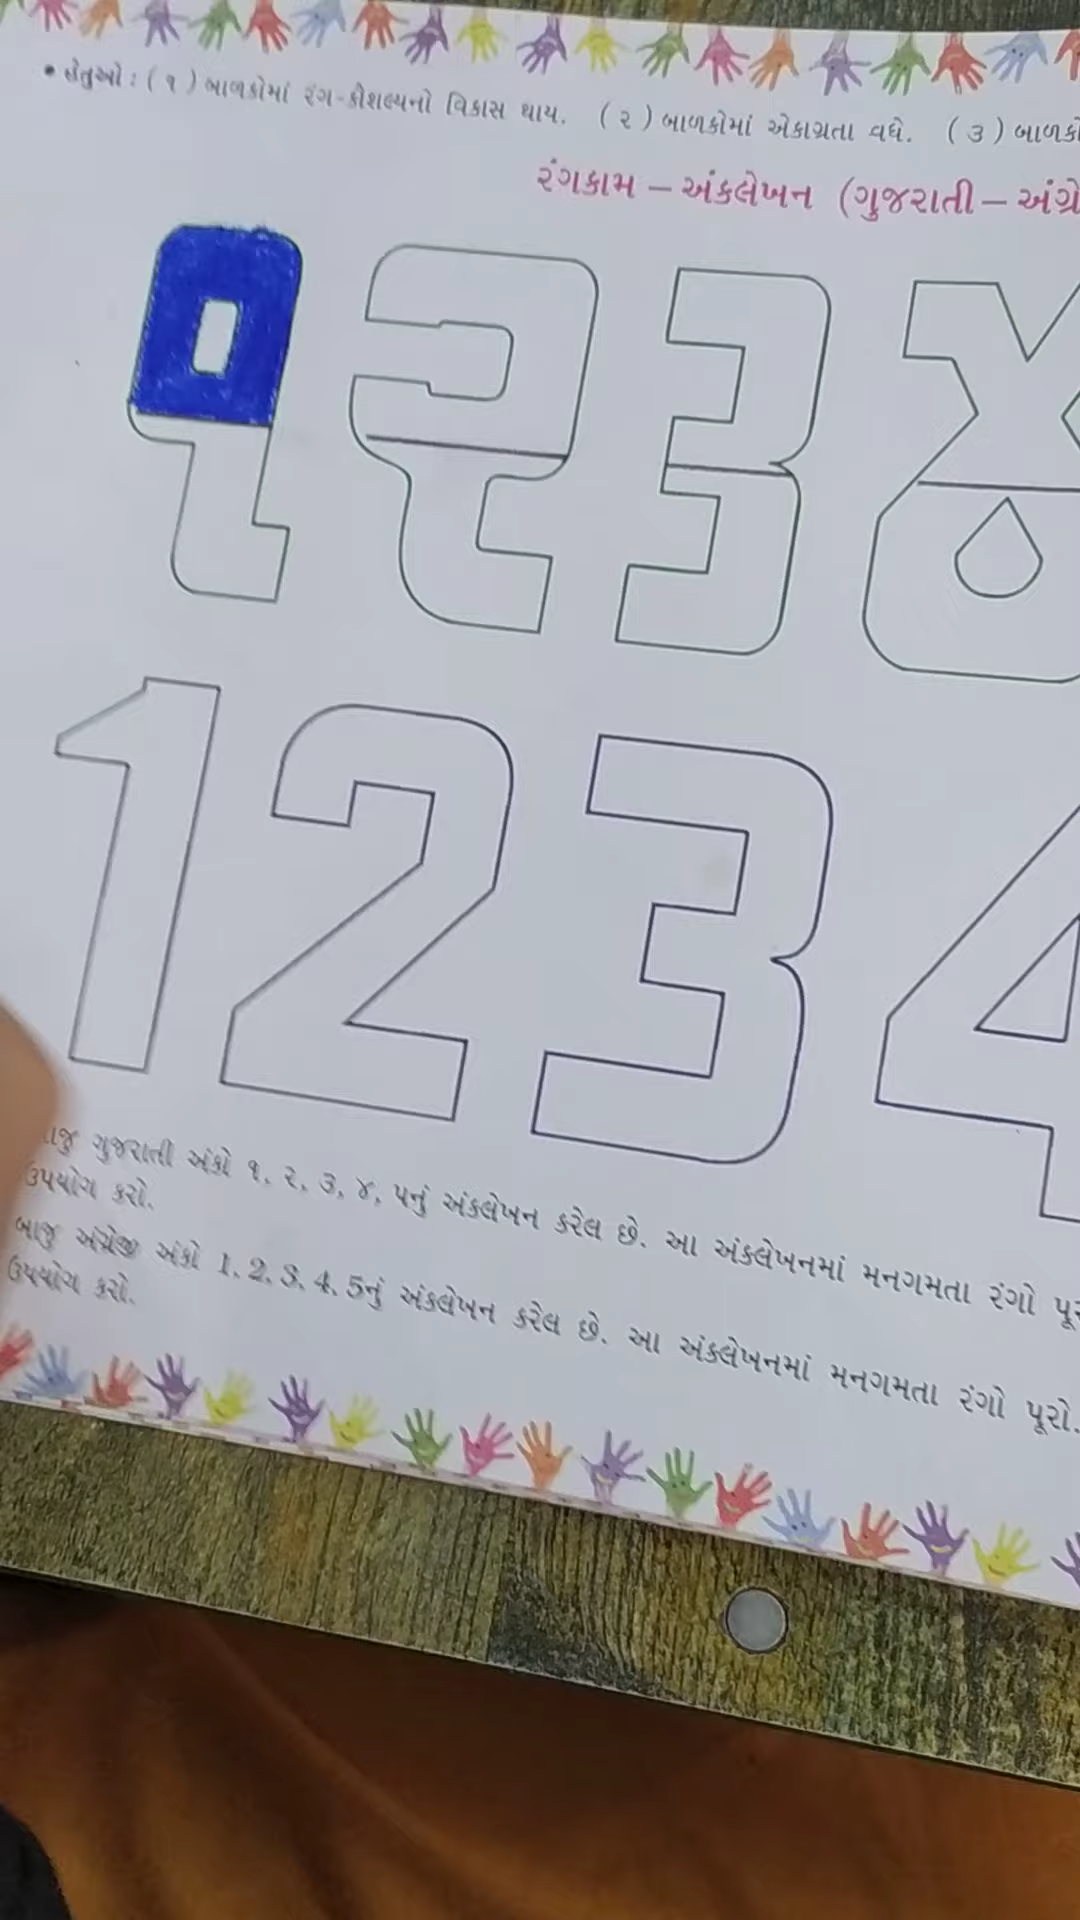 • હેતુઓ : ( ૧ ) બાળકોમાં રંગ-કૌશલ્યનો વિકાસ થાય. ( ૨ ) બાળકોમાં એકાગ્રતા વધે. ( ૩ )
રંગકામ – અંકલેખન (ગુજરાતી –
૧ ૨ ૩ ૪
1 2 3 4
ગુજરાતી અંકો ૧, ૨, ૩, ૪, ૫નું અંકલેખન કરેલ છે. આ અંકલેખનમાં મનગમતા રંગો
ઉપયોગ કરો.
બાજુ અંગ્રેજી અંકો 1, 2, 3, 4, 5નું અંકલેખન કરેલ છે. આ અંકલેખનમાં મનગમતા રંગો પૂરો.
ઉપયોગ કરો.